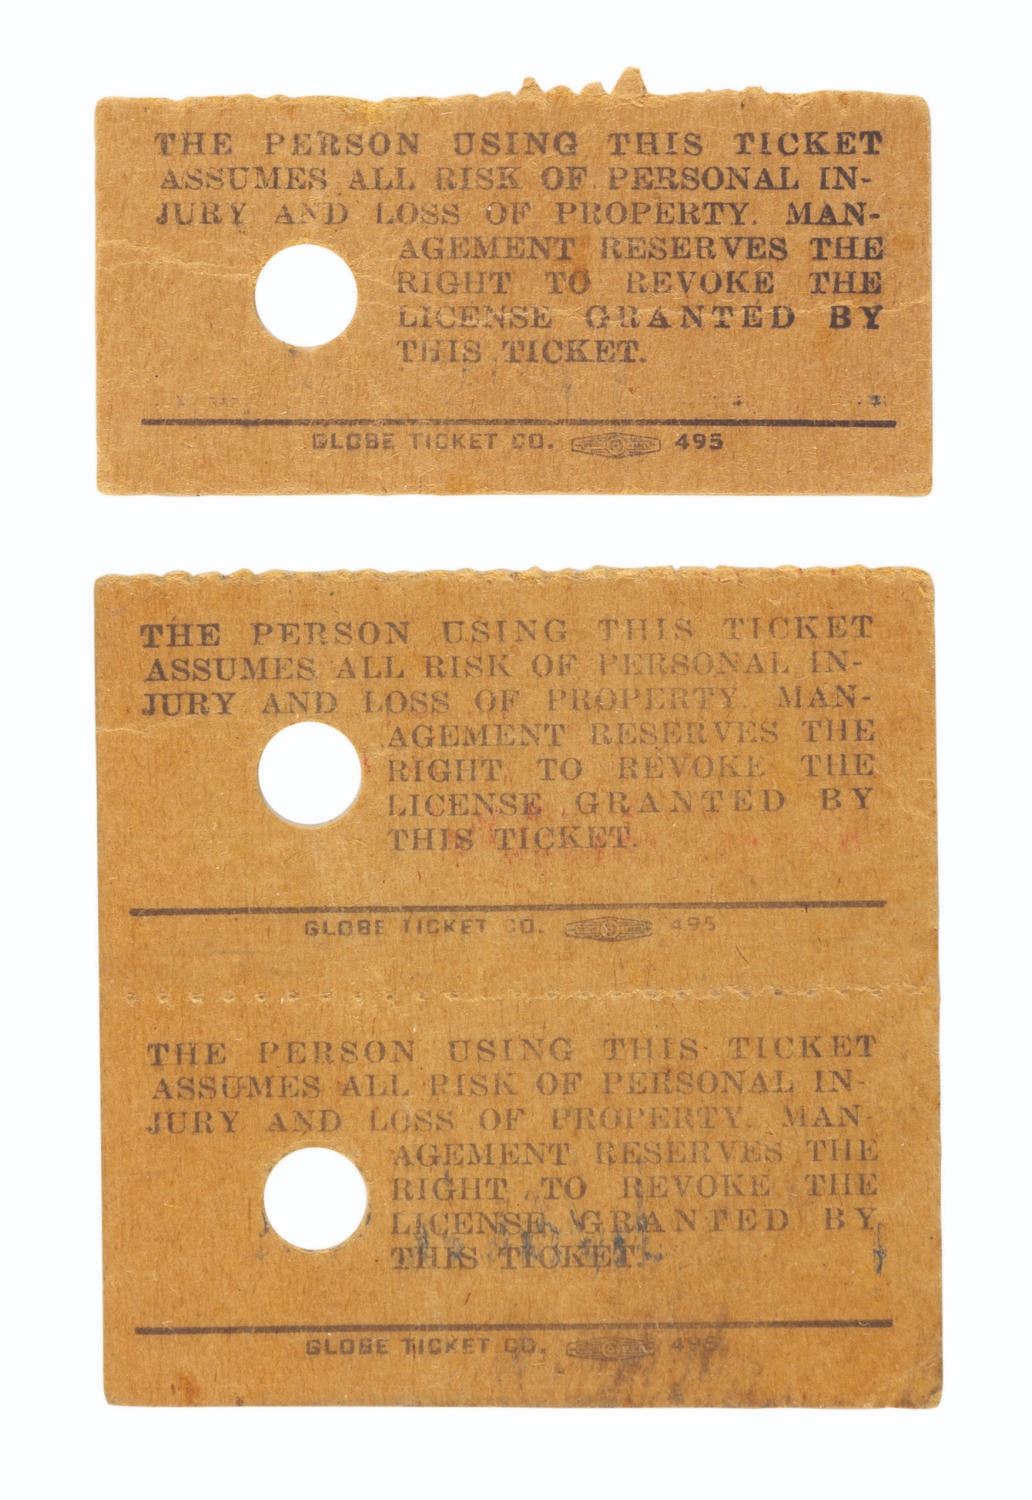 THE PERSON USING THIS TICKET
ASSUMES ALL RISK OF PERSONAL IN-
JURY AND LOSS OF PROPERTY. MAN-
AGEMENT RESERVES THE
RIGHT TO REVOKE THE
LICENSE GRANTED BY
THIS TICKET.
GLOBE TICKET CO. 495
THE PERSON USING THIS TICKET
ASSUMES ALL RISK OF PERSONAL IN-
JURY AND LOSS OF PROPERTY. MAN-
AGEMENT RESERVES THE
RIGHT TO REVOKE THE
LICENSE GRANTED BY
THIS TICKET.
GLOBE TICKET CO. 495
THE PERSON USING THIS TICKET
ASSUMES ALL RISK OF PERSONAL IN-
JURY AND LOSS OF PROPERTY. MAN-
AGEMENT RESERVES THE
RIGHT TO REVOKE THE
LICENSE GRANTED BY
THIS TICKET.
GLOBE TICKET CO. 495